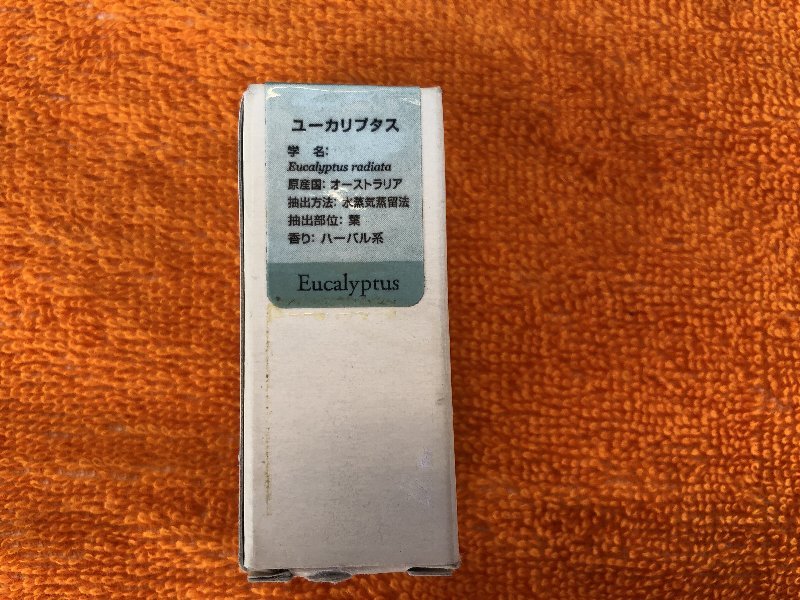 ユーカリプタス
学 名:
Eucalyptus radiata
原産国: オーストラリア
抽出方法: 水蒸気蒸留法
抽出部位: 葉
香り: ハーバル系
Eucalyptus